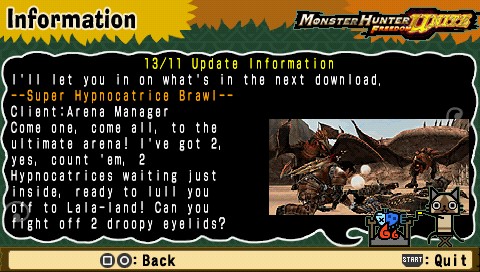 Information
MONSTER HUNTER
FREEDOM UNITE
13/11 Update Information
I'll let you in on what's in the next download.
--Super Hypnocatrice Brawl--
Client:Arena Manager
Come one, come all, to the
ultimate arena! I've got 2,
yes, count 'em, 2
Hypnocatrices waiting just
inside, ready to lull you
off to Lala-land! Can you
fight off 2 droopy eyelids?
: Back
START : Quit